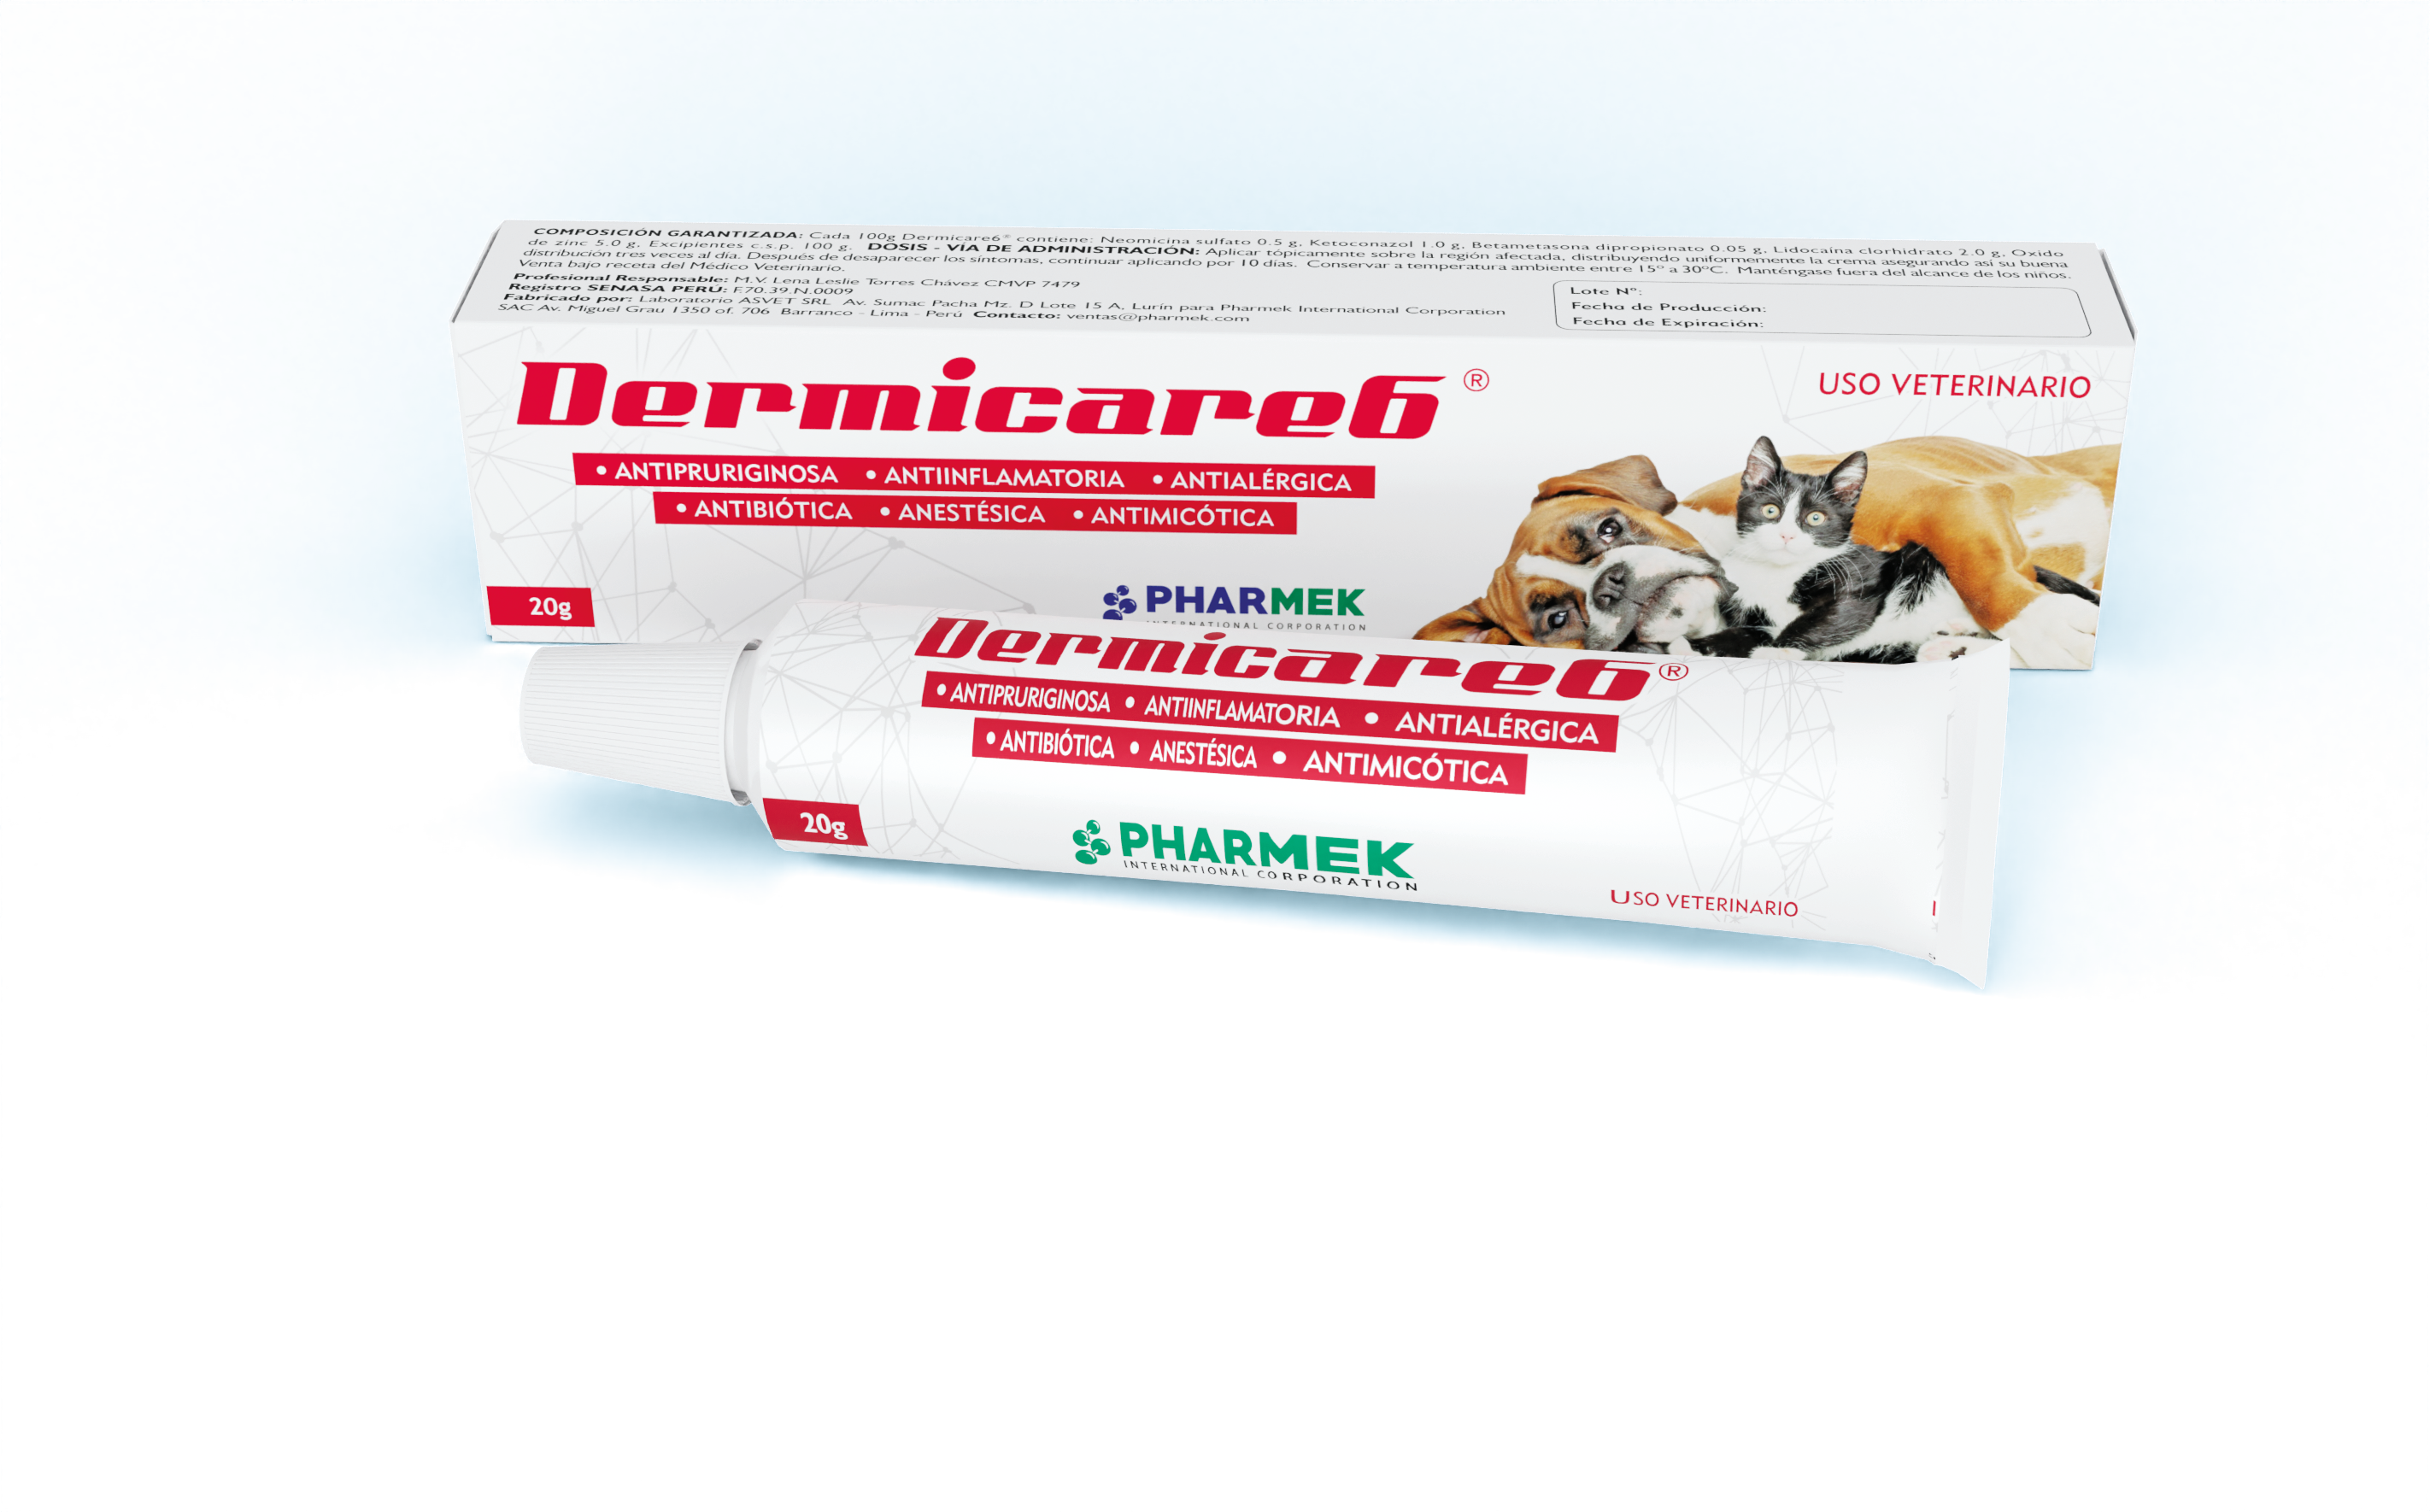 COMPOSICIÓN GARANTIZADA: Cada 100g Dermicare6® contiene: Neomicina sulfato 0.5 g, Ketoconazol 1.0 g, Betametasona dipropionato 0.05 g, Lidocaína clorhidrato 2.0 g, Oxido
de zinc 5.0 g, Excipientes c.s.p. 100 g. DOSIS - VÍA DE ADMINISTRACIÓN: Aplicar tópicamente sobre la región afectada, distribuyendo uniformemente la crema asegurando así su buena
distribución tres veces al día. Después de desaparecer los síntomas, continuar aplicando por 10 días. Conservar a temperatura ambiente entre 15° a 30°C. Manténgase fuera del alcance de los niños.
Venta bajo receta del Médico Veterinario.
Profesional Responsable: M.V. Lena Leslie Torres Chávez CMVP 7479
Registro SENASA PERÚ: F.70.39.N.0009
Fabricado por: Laboratorio ASVET SRL Av. Sumac Pacha Mz. D Lote 15 A, Lurín para Pharmek International Corporation
SAC Av. Miguel Grau 1350 of. 706 Barranco - Lima - Perú Contacto: ventas@pharmek.com
Lote N°:
Fecha de Producción:
Fecha de Expiración:
Dermicare6®
USO VETERINARIO
• ANTIPRURIGINOSA • ANTIINFLAMATORIA • ANTIALÉRGICA
• ANTIBIÓTICA • ANESTÉSICA • ANTIMICÓTICA
20g
PHARMEK
INTERNATIONAL CORPORATION
Dermicare6®
• ANTIPRURIGINOSA • ANTIINFLAMATORIA • ANTIALÉRGICA
• ANTIBIÓTICA • ANESTÉSICA • ANTIMICÓTICA
20g
PHARMEK
INTERNATIONAL CORPORATION
USO VETERINARIO